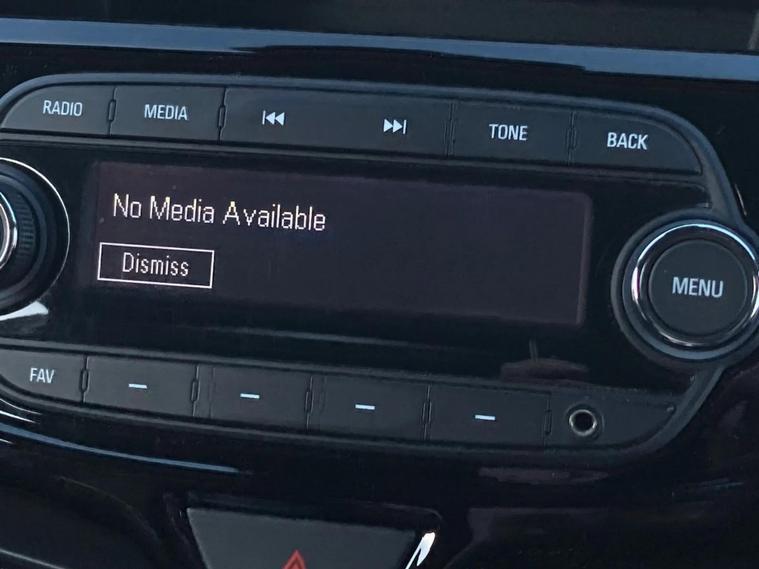 RADIO MEDIA TONE BACK
No Media Available
Dismiss
MENU
FAV